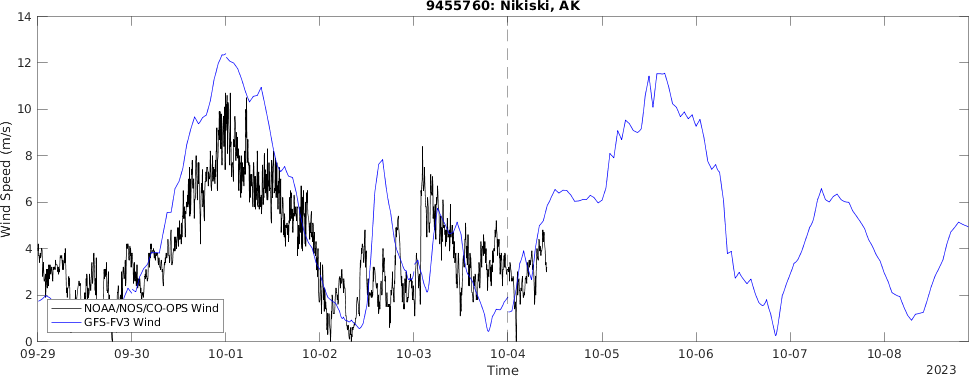 9455760: Nikiski, AK
14
12
10
8
6
4
2
0
Wind Speed (m/s)
NOAA/NOS/CO-OPS Wind
GFS-FV3 Wind
09-29 09-30 10-01 10-02 10-03 10-04 10-05 10-06 10-07 10-08
Time
2023